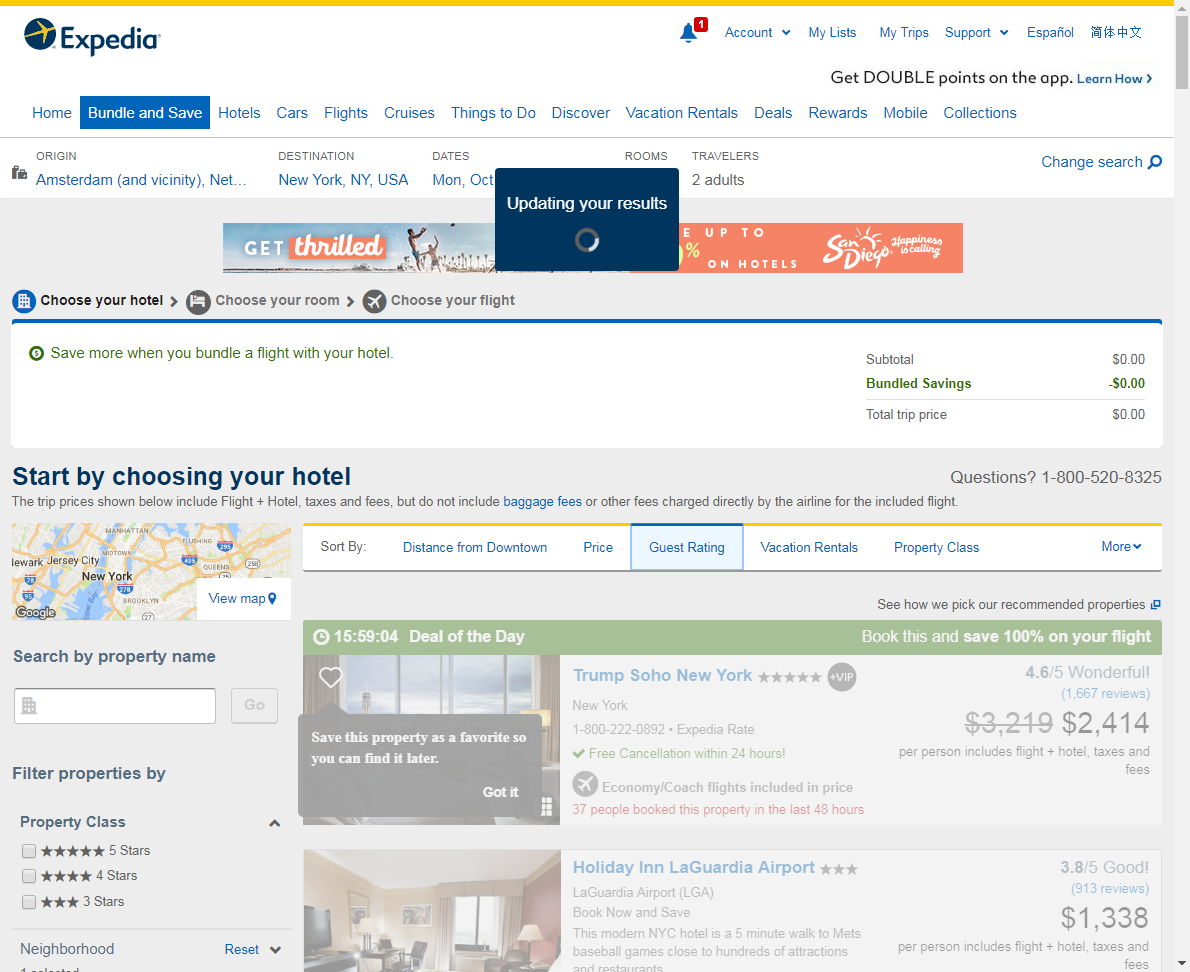 Expedia
1
Account
My Lists
My Trips
Support
Español
简体中文
Get DOUBLE points on the app. Learn How
Home
Bundle and Save
Hotels
Cars
Flights
Cruises
Things to Do
Discover
Vacation Rentals
Deals
Rewards
Mobile
Collections
ORIGIN
DESTINATION
DATES
ROOMS
TRAVELERS
Amsterdam (and vicinity), Net...
New York, NY, USA
Mon, Oct
2 adults
Change search
Updating your results
GET thrilled
E UP TO
%
ON HOTELS
San Diego
Happiness is calling
Choose your hotel
Choose your room
Choose your flight
Save more when you bundle a flight with your hotel.
Subtotal $0.00
Bundled Savings -$0.00
Total trip price $0.00
Start by choosing your hotel
Questions? 1-800-520-8325
The trip prices shown below include Flight + Hotel, taxes and fees, but do not include baggage fees or other fees charged directly by the airline for the included flight.
MANHATTAN
FLUSHING
295
MIDTOWN
ewark
Jersey City
495
QUEENS
258
78
New York
278
95
BROOKLYN
27
Google
View map
Sort By:
Distance from Downtown
Price
Guest Rating
Vacation Rentals
Property Class
More
See how we pick our recommended properties
Search by property name
Go
Filter properties by
Property Class
5 Stars
4 Stars
3 Stars
Neighborhood
Reset
1 selected
15:59:04 Deal of the Day
Book this and save 100% on your flight
Save this property as a favorite so
you can find it later.
Got it
Trump Soho New York
+VIP
New York
1-800-222-0892 • Expedia Rate
Free Cancellation within 24 hours!
Economy/Coach flights included in price
37 people booked this property in the last 48 hours
4.6/5 Wonderful!
(1,667 reviews)
$3,219 $2,414
per person includes flight + hotel, taxes and
fees
Holiday Inn LaGuardia Airport
LaGuardia Airport (LGA)
Book Now and Save
This modern NYC hotel is a 5 minute walk to Mets
baseball games close to hundreds of attractions
and restaurants
3.8/5 Good!
(913 reviews)
$1,338
per person includes flight + hotel, taxes and
fees